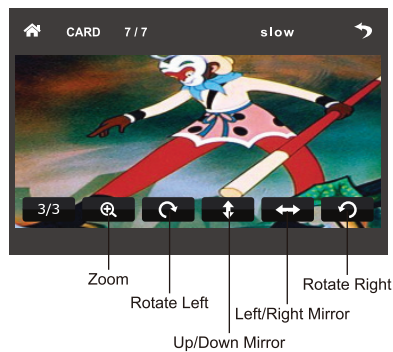 CARD 7 / 7 slow
3/3
Zoom
Rotate Right
Rotate Left
Left/Right Mirror
Up/Down Mirror